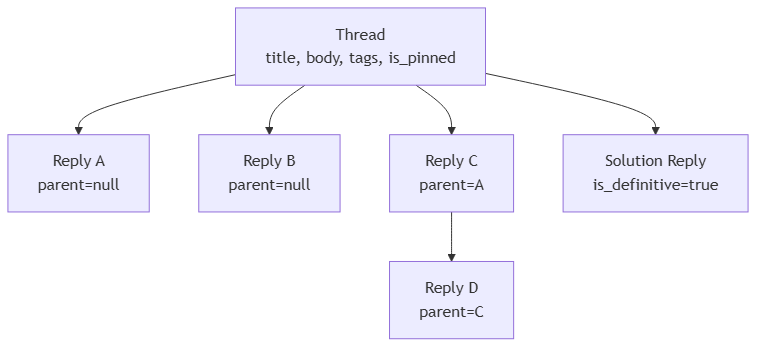 Thread
title, body, tags, is_pinned
Reply A
parent=null
Reply B
parent=null
Reply C
parent=A
Solution Reply
is_definitive=true
Reply D
parent=C